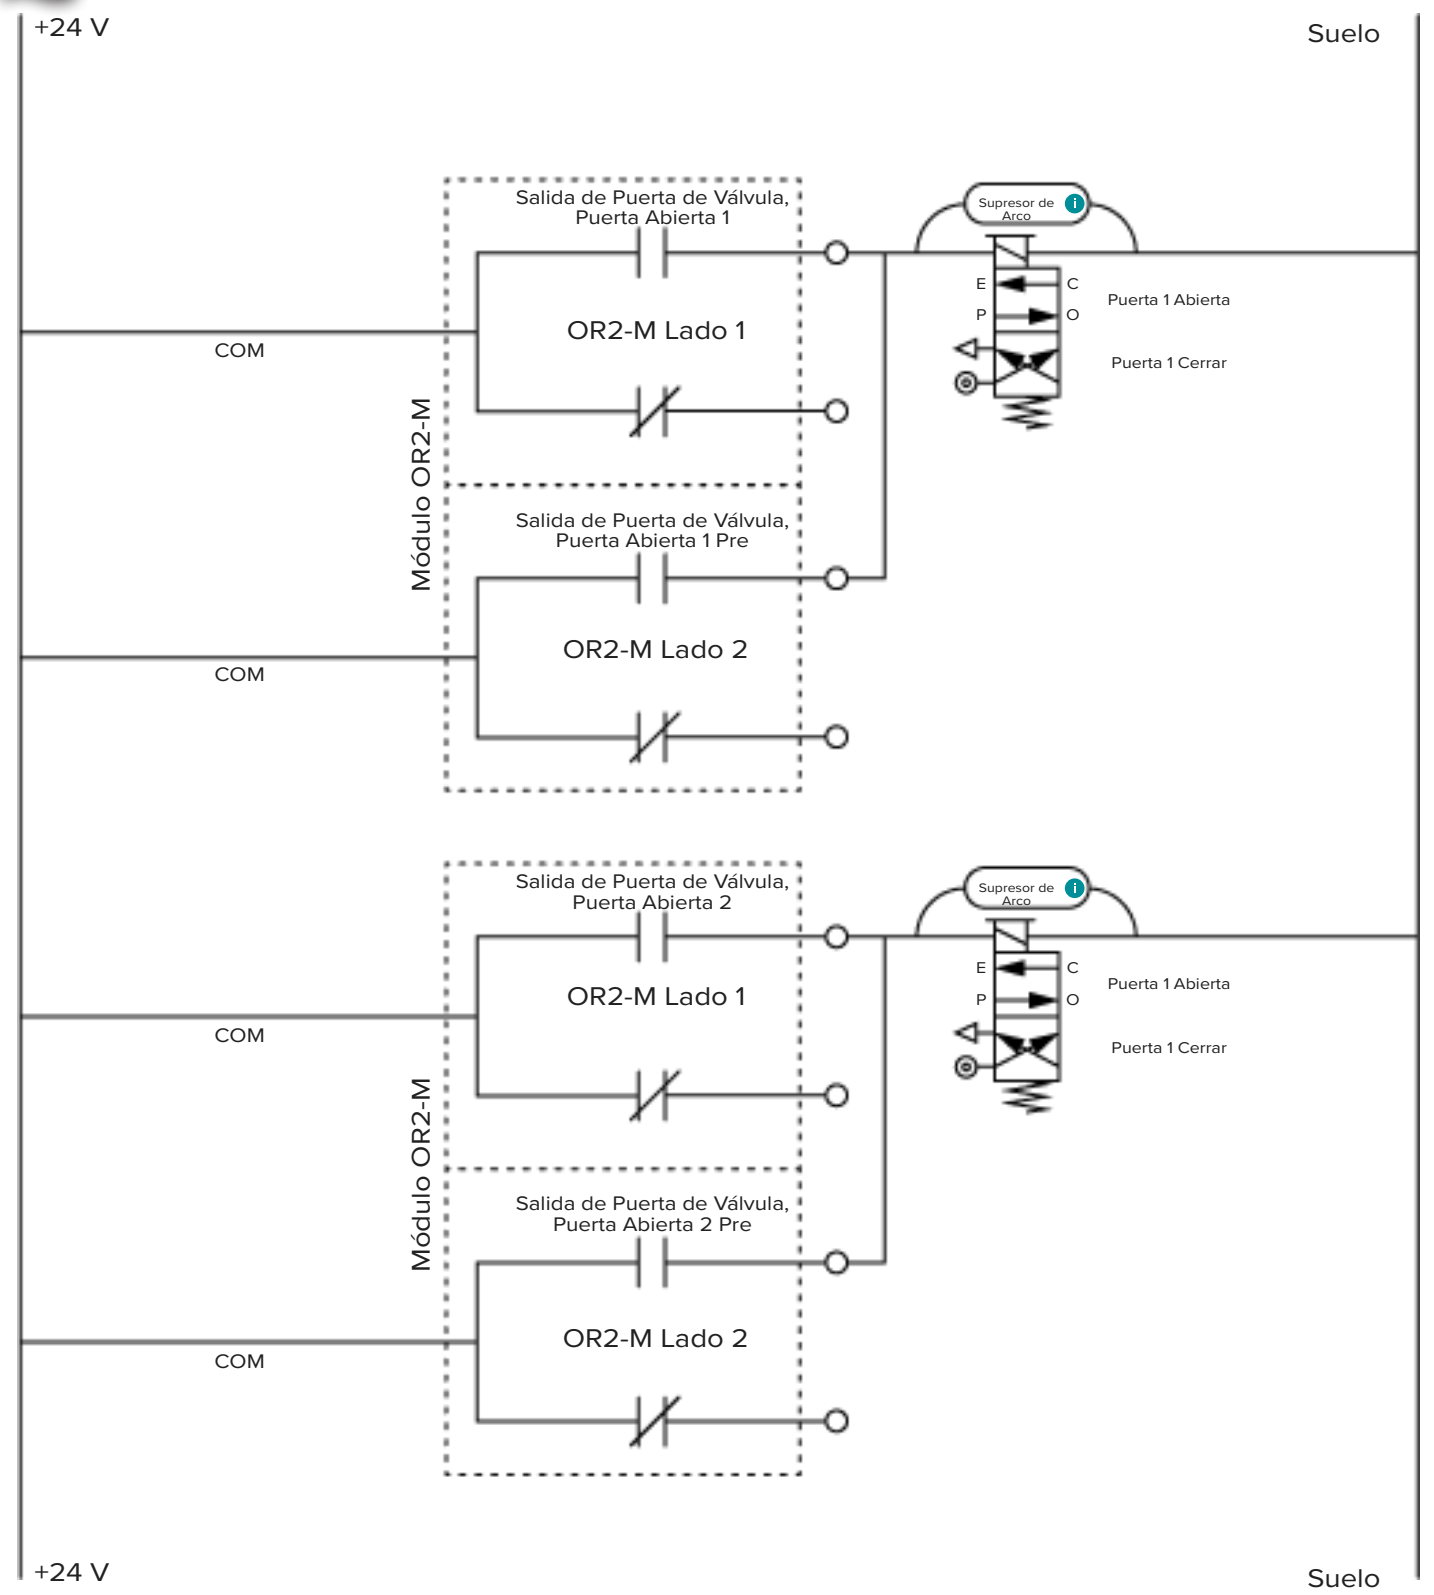 +24 V
Suelo
Salida de Puerta de Válvula,
Puerta Abierta 1
Supresor de
Arco
i
E
C
Puerta 1 Abierta
P
O
OR2-M Lado 1
COM
Puerta 1 Cerrar
Módulo OR2-M
Salida de Puerta de Válvula,
Puerta Abierta 1 Pre
OR2-M Lado 2
COM
Salida de Puerta de Válvula,
Puerta Abierta 2
Supresor de
Arco
i
E
C
Puerta 1 Abierta
P
O
OR2-M Lado 1
COM
Puerta 1 Cerrar
Módulo OR2-M
Salida de Puerta de Válvula,
Puerta Abierta 2 Pre
OR2-M Lado 2
COM
+24 V
Suelo